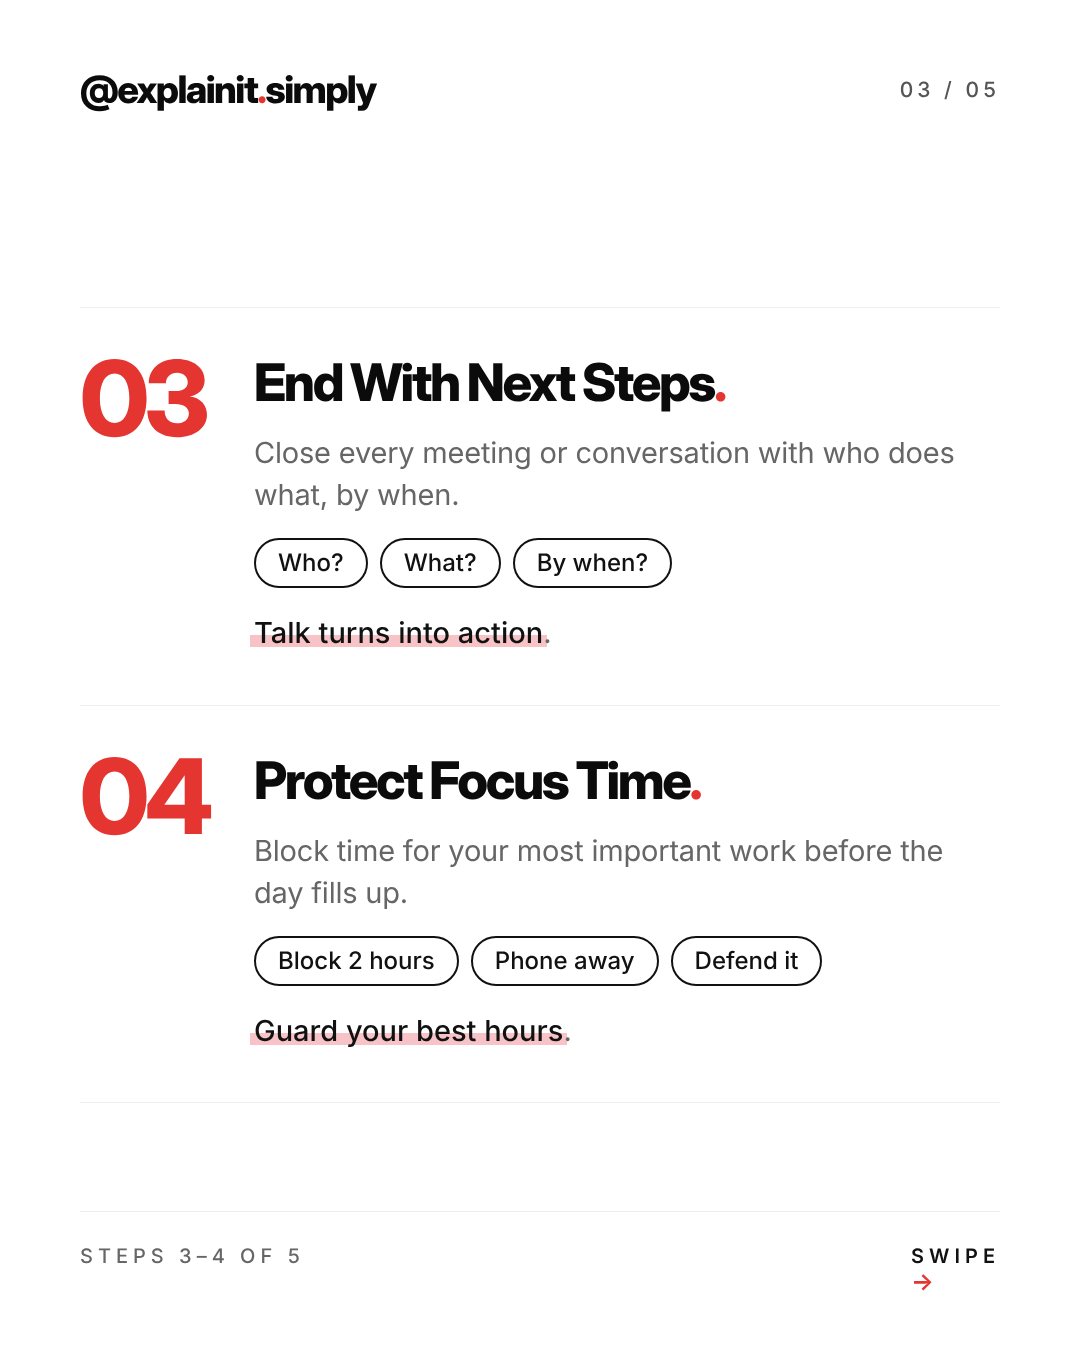 @explainit.simply
03 / 05
03
End With Next Steps.
Close every meeting or conversation with who does
what, by when.
Who?
What?
By when?
Talk turns into action.
04
Protect Focus Time.
Block time for your most important work before the
day fills up.
Block 2 hours
Phone away
Defend it
Guard your best hours.
STEPS 3–4 OF 5
SWIPE
→